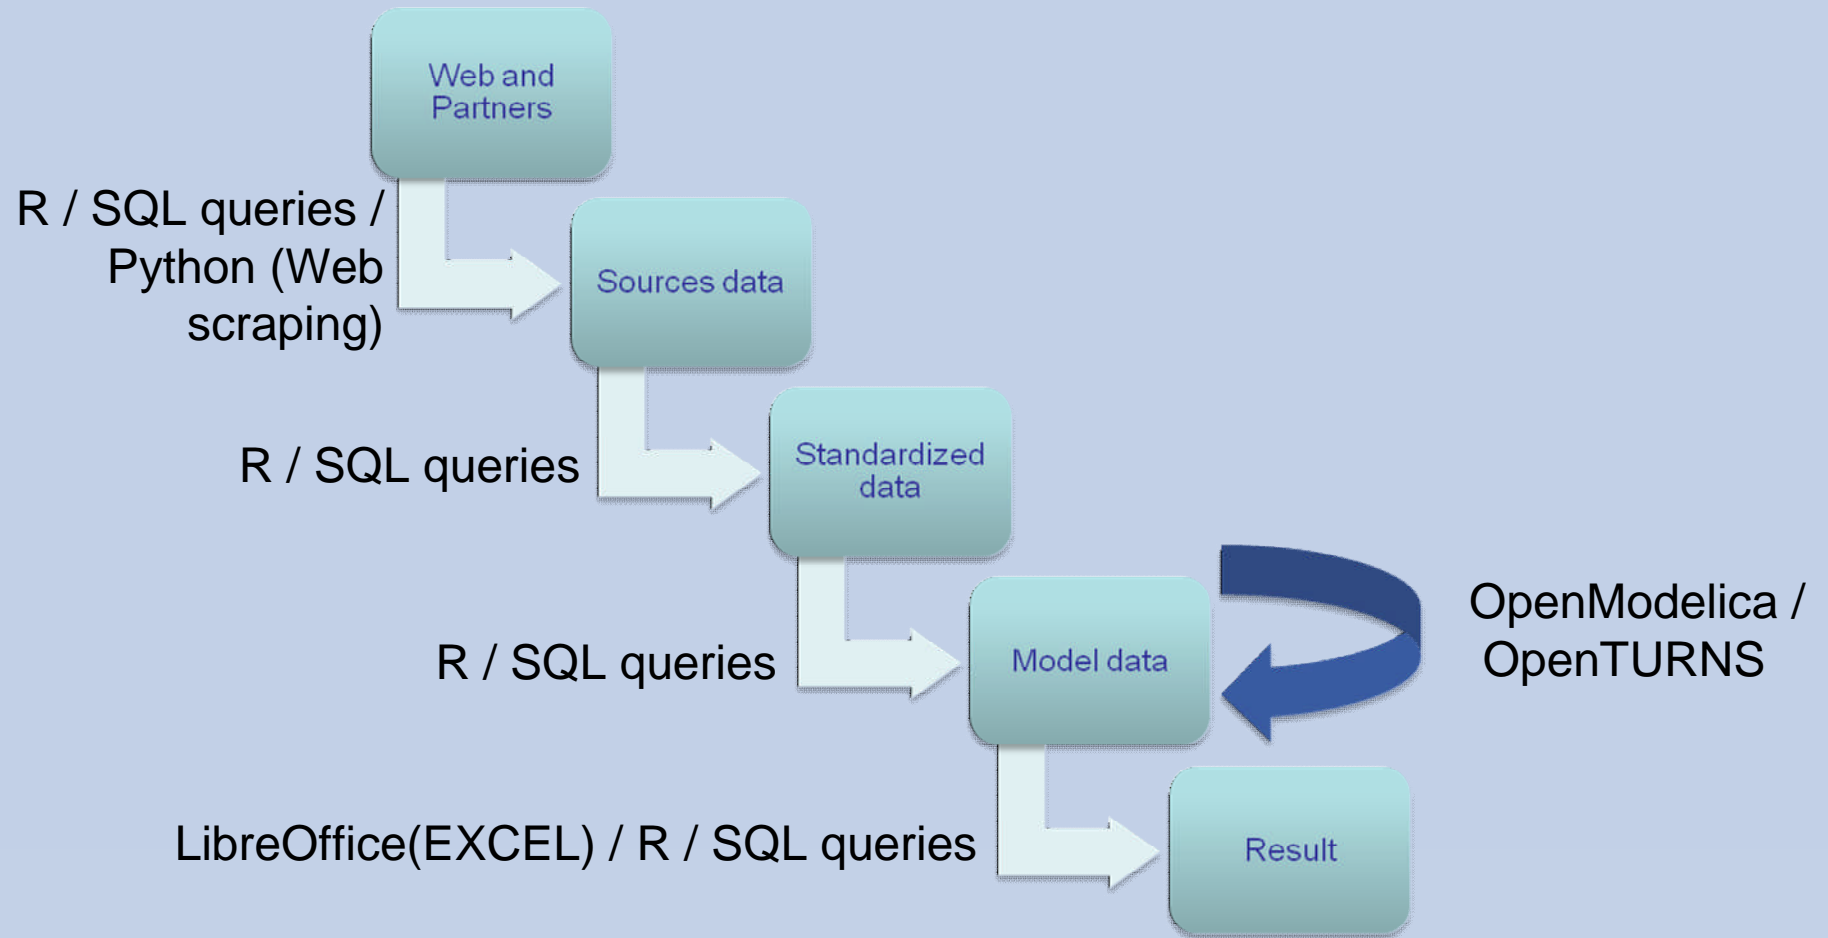 Web and
Partners
R / SQL queries /
Python (Web
scraping)
Sources data
R / SQL queries
Standardized
data
R / SQL queries
Model data
OpenModelica /
OpenTURNS
LibreOffice(EXCEL) / R / SQL queries
Result